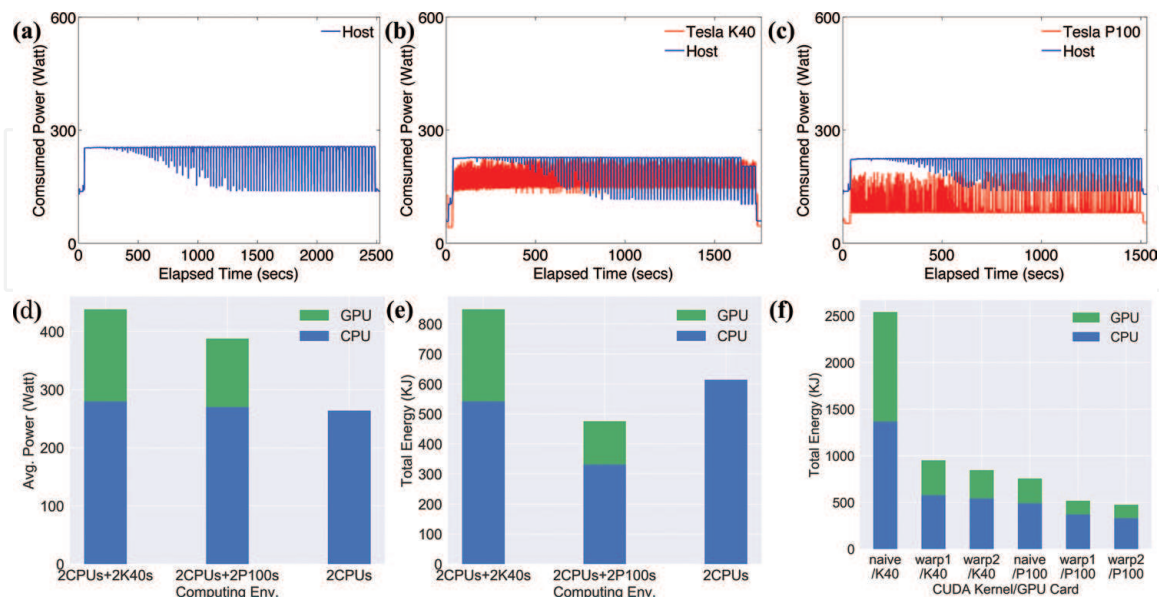 (a)
600
300
0
Comsumed Power (Watt)
Host
0 500 1000 1500 2000 2500
Elapsed Time (secs)
(b)
600
300
0
Comsumed Power (Watt)
Tesla K40
Host
0 500 1000 1500
Elapsed Time (secs)
(c)
600
300
0
Comsumed Power (Watt)
Tesla P100
Host
0 500 1000 1500
Elapsed Time (secs)
(d)
400
300
200
100
0
Avg. Power (Watt)
GPU
CPU
2CPUs+2K40s 2CPUs+2P100s 2CPUs
Computing Env.
(e)
800
700
600
500
400
300
200
100
0
Total Energy (KJ)
GPU
CPU
2CPUs+2K40s 2CPUs+2P100s 2CPUs
Computing Env.
(f)
2500
2000
1500
1000
500
0
Total Energy (KJ)
GPU
CPU
naive warp1 warp2 naive warp1 warp2
/K40 /K40 /K40 /P100 /P100 /P100
CUDA Kernel/GPU Card